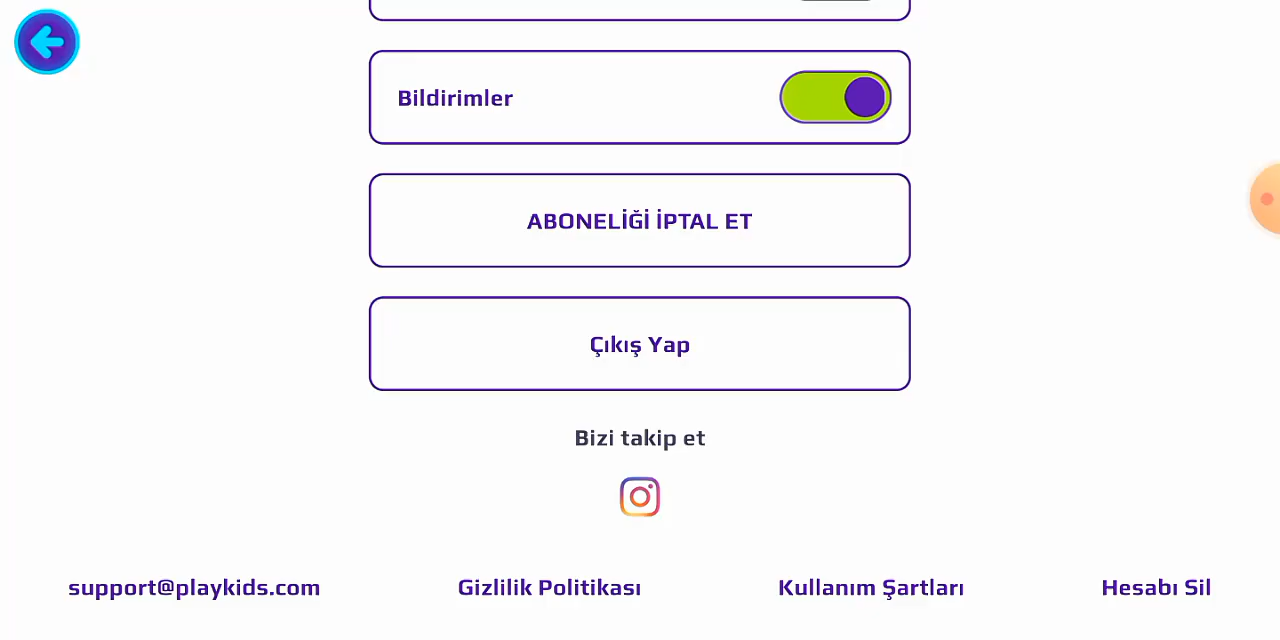 Bildirimler
ABONELİĞİ İPTAL ET
Çıkış Yap
Bizi takip et
support@playkids.com
Gizlilik Politikası
Kullanım Şartları
Hesabı Sil